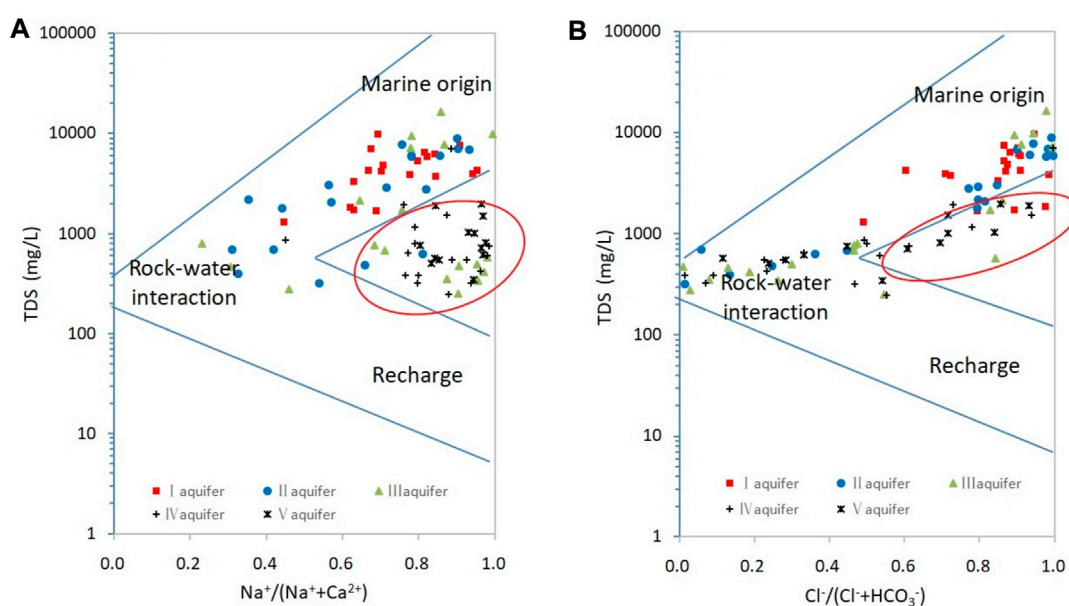 A
100000
10000
1000
100
10
1
TDS (mg/L)
Marine origin
Rock-water
interaction
Recharge
I aquifer
II aquifer
III aquifer
IV aquifer
V aquifer
0.0
0.2
0.4
0.6
0.8
1.0
Na⁺/(Na⁺+Ca²⁺)
B
100000
10000
1000
100
10
1
TDS (mg/L)
Marine origin
Rock-water
interaction
Recharge
I aquifer
II aquifer
III aquifer
IV aquifer
V aquifer
0.0
0.2
0.4
0.6
0.8
1.0
Cl⁻/(Cl⁻+HCO₃⁻)